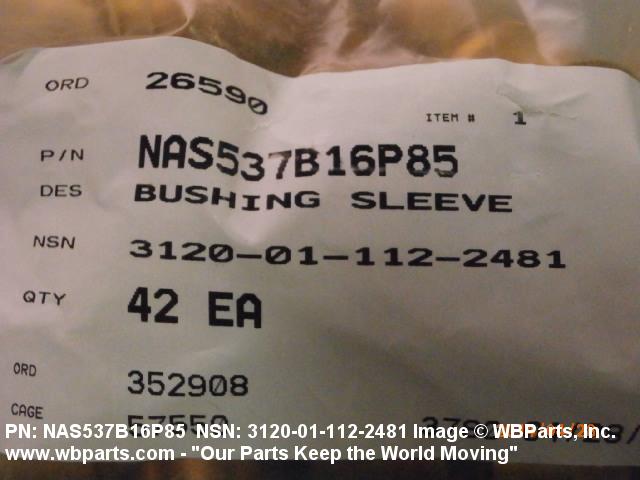 ORD 26590
ITEM # 1
P/N NAS537B16P85
DES BUSHING SLEEVE
NSN 3120-01-112-2481
QTY 42 EA
ORD 352908
CAGE
PN: NAS537B16P85 NSN: 3120-01-112-2481 Image © WBParts, Inc.
www.wbparts.com - "Our Parts Keep the World Moving"